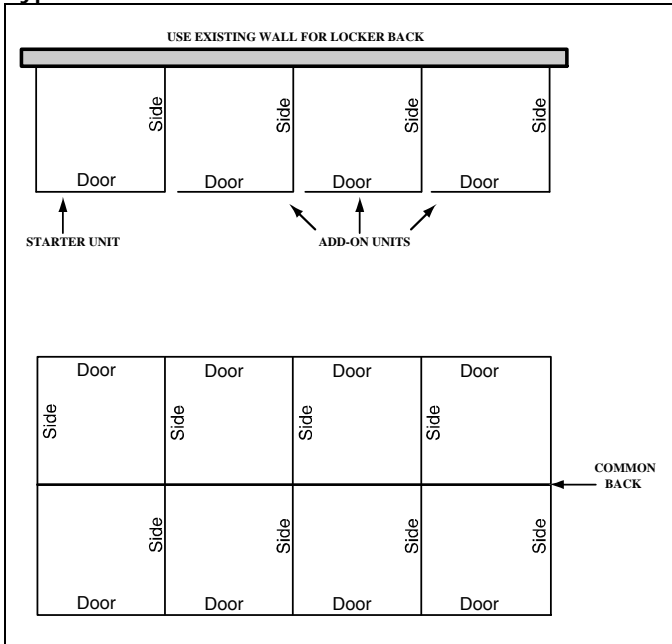 USE EXISTING WALL FOR LOCKER BACK
Side Side Side Side
Door Door Door Door
STARTER UNIT ADD-ON UNITS
Door Door Door Door
Side Side Side Side
COMMON
BACK
Side Side Side Side
Door Door Door Door